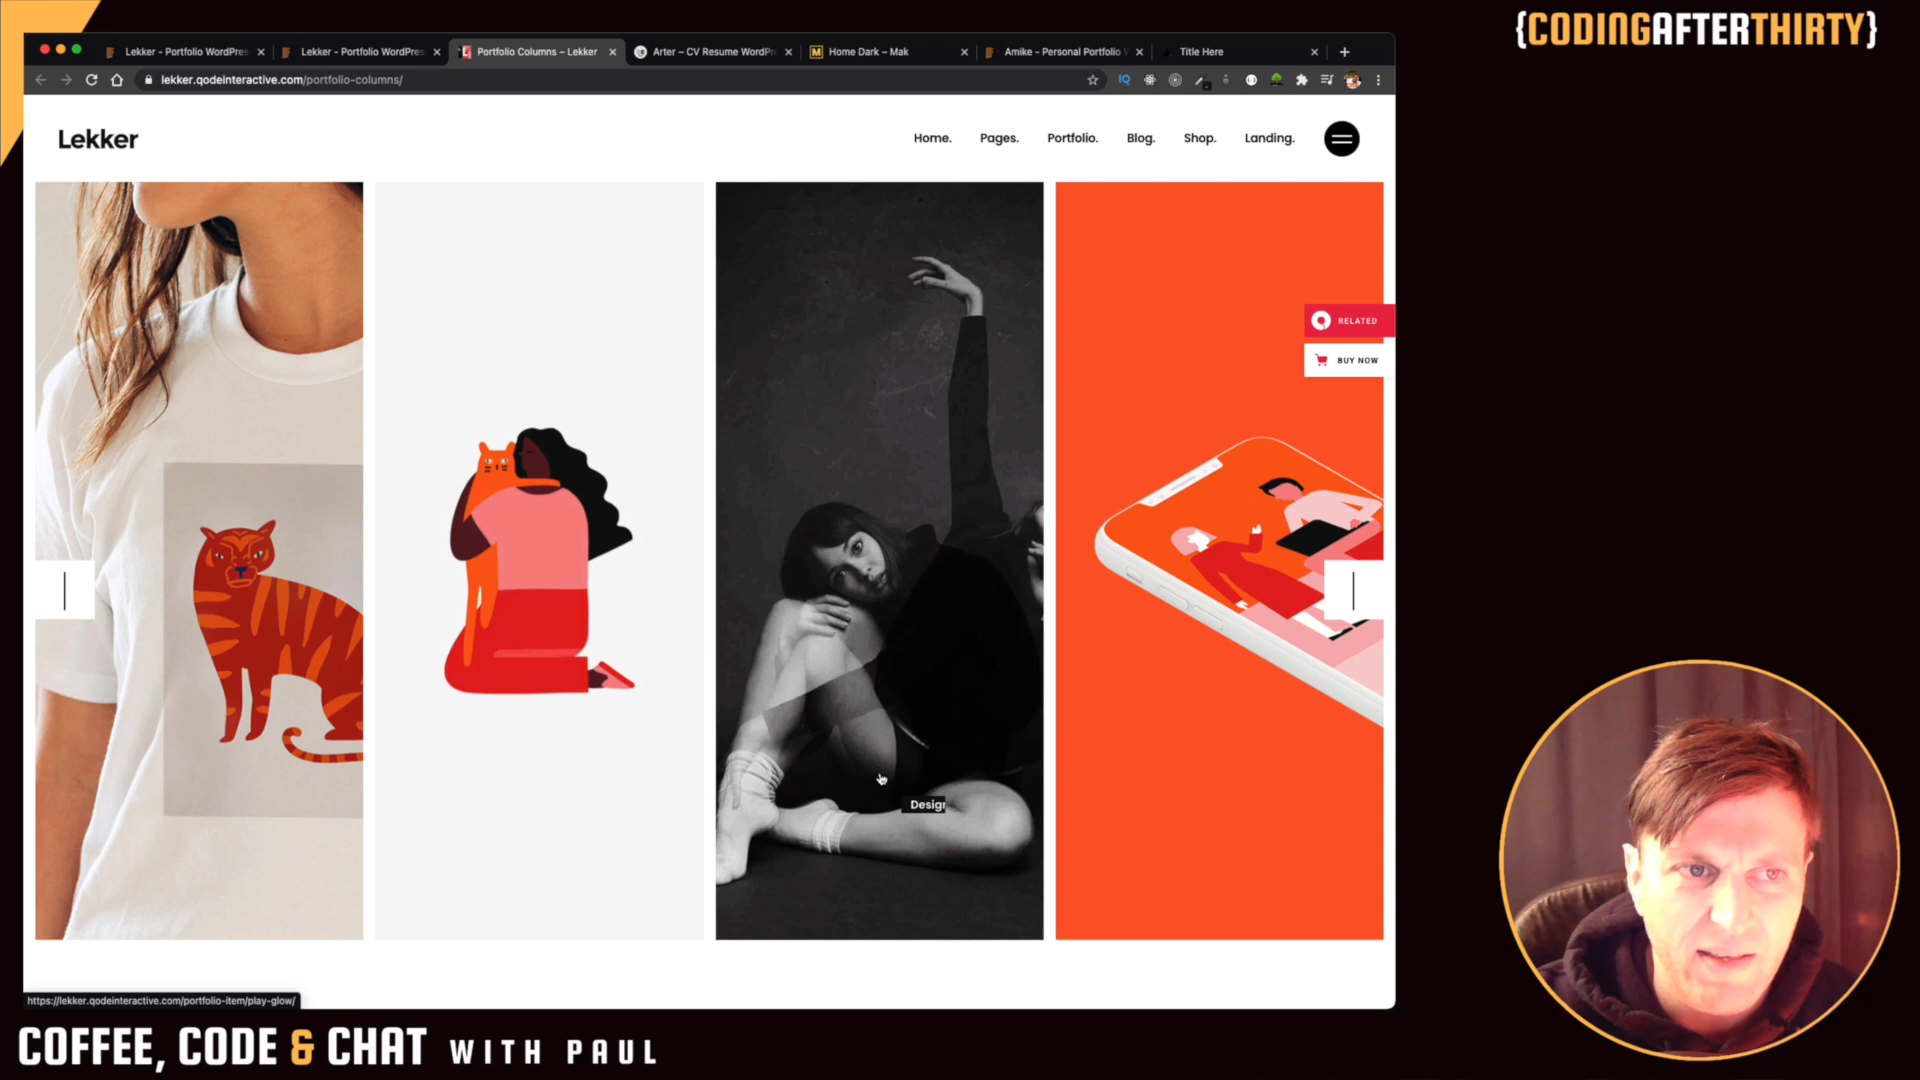 {CODINGAFTERTHIRTY}
Lekker - Portfolio WordPres
Lekker - Portfolio WordPres
Portfolio Columns – Lekker
Arter – CV Resume WordPr
Home Dark – Mak
Amike - Personal Portfolio
Title Here
lekker.qodeinteractive.com/portfolio-columns/
IQ
Lekker
Home.
Pages.
Portfolio.
Blog.
Shop.
Landing.
RELATED
BUY NOW
Design
https://lekker.qodeinteractive.com/portfolio-item/play-glow/
COFFEE, CODE & CHAT WITH PAUL